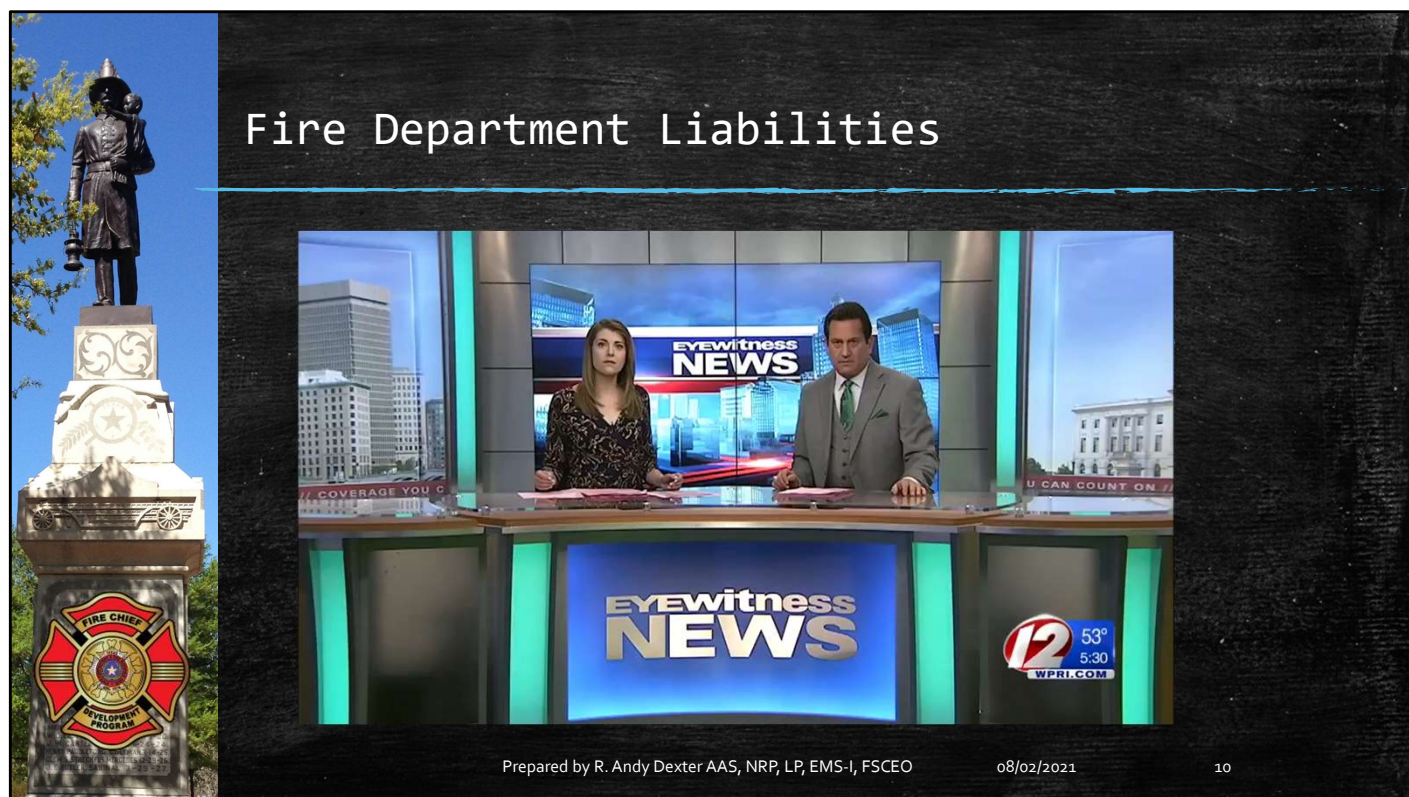 Fire Department Liabilities
EYEWITNESS
NEWS
// COVERAGE YOU C
U CAN COUNT ON //
EYEWITNESS
NEWS
12
53°
5:30
WPRI.COM
FIRE CHIEF
DEVELOPMENT
PROGRAM
Prepared by R. Andy Dexter AAS, NRP, LP, EMS-I, FSCEO
08/02/2021
10